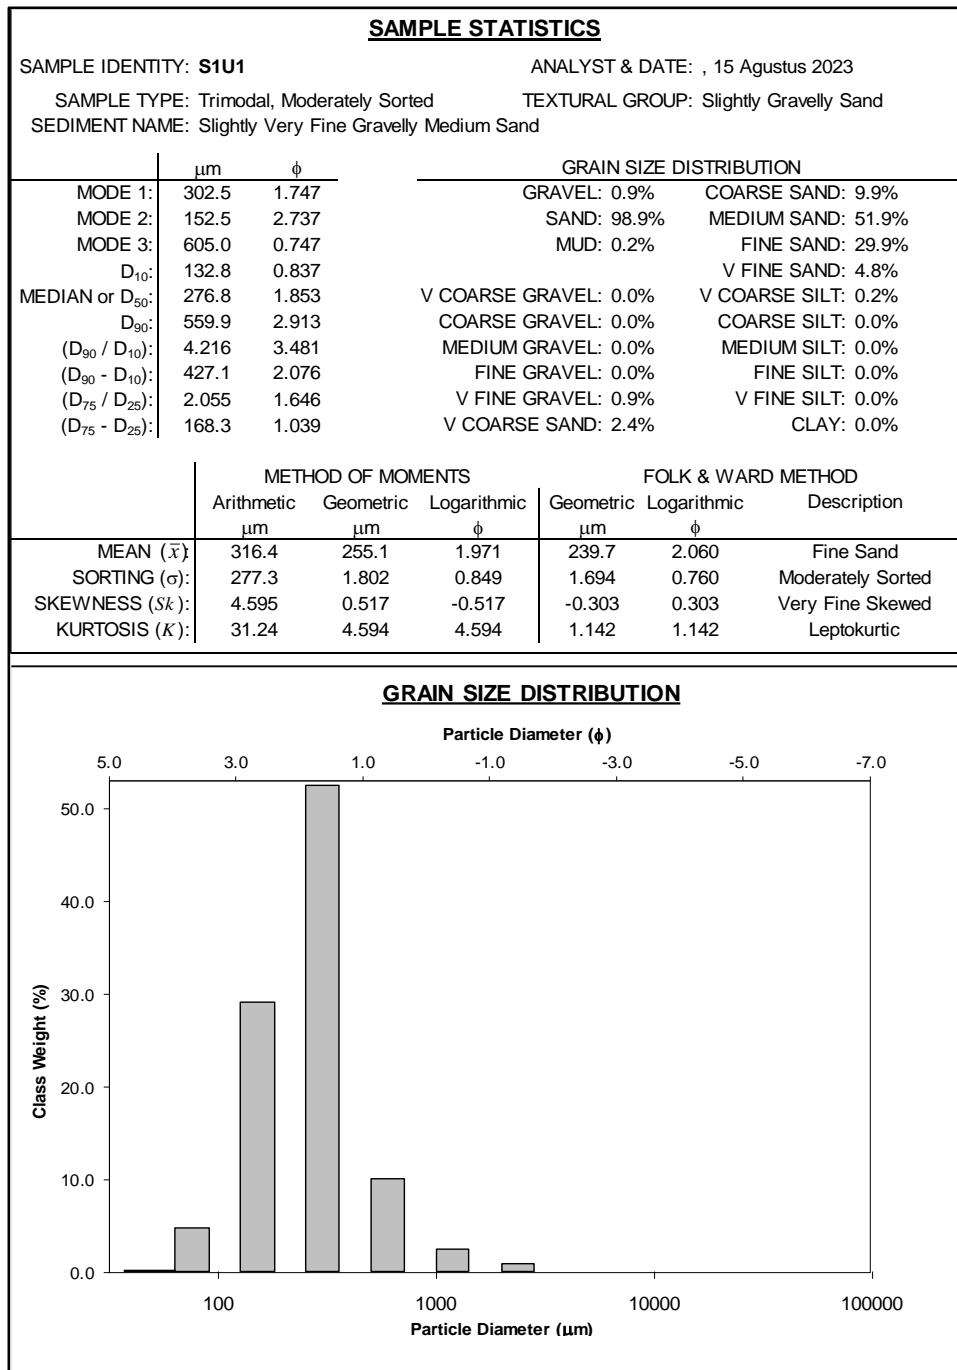 SAMPLE STATISTICS
SAMPLE IDENTITY: S1U1 ANALYST & DATE: , 15 Agustus 2023
SAMPLE TYPE: Trimodal, Moderately Sorted TEXTURAL GROUP: Slightly Gravelly Sand
SEDIMENT NAME: Slightly Very Fine Gravelly Medium Sand
μm ϕ GRAIN SIZE DISTRIBUTION
MODE 1: 302.5 1.747 GRAVEL: 0.9% COARSE SAND: 9.9%
MODE 2: 152.5 2.737 SAND: 98.9% MEDIUM SAND: 51.9%
MODE 3: 605.0 0.747 MUD: 0.2% FINE SAND: 29.9%
D10: 132.8 0.837 V FINE SAND: 4.8%
MEDIAN or D50: 276.8 1.853 V COARSE GRAVEL: 0.0% V COARSE SILT: 0.2%
D90: 559.9 2.913 COARSE GRAVEL: 0.0% COARSE SILT: 0.0%
(D90 / D10): 4.216 3.481 MEDIUM GRAVEL: 0.0% MEDIUM SILT: 0.0%
(D90 - D10): 427.1 2.076 FINE GRAVEL: 0.0% FINE SILT: 0.0%
(D75 / D25): 2.055 1.646 V FINE GRAVEL: 0.9% V FINE SILT: 0.0%
(D75 - D25): 168.3 1.039 V COARSE SAND: 2.4% CLAY: 0.0%
METHOD OF MOMENTS FOLK & WARD METHOD
Arithmetic Geometric Logarithmic Geometric Logarithmic Description
μm μm ϕ μm ϕ
MEAN (x̄): 316.4 255.1 1.971 239.7 2.060 Fine Sand
SORTING (σ): 277.3 1.802 0.849 1.694 0.760 Moderately Sorted
SKEWNESS (Sk): 4.595 0.517 -0.517 -0.303 0.303 Very Fine Skewed
KURTOSIS (K): 31.24 4.594 4.594 1.142 1.142 Leptokurtic
GRAIN SIZE DISTRIBUTION
Particle Diameter (ϕ)
5.0 3.0 1.0 -1.0 -3.0 -5.0 -7.0
50.0
40.0
30.0
20.0
10.0
0.0
Class Weight (%)
100 1000 10000 100000
Particle Diameter (μm)